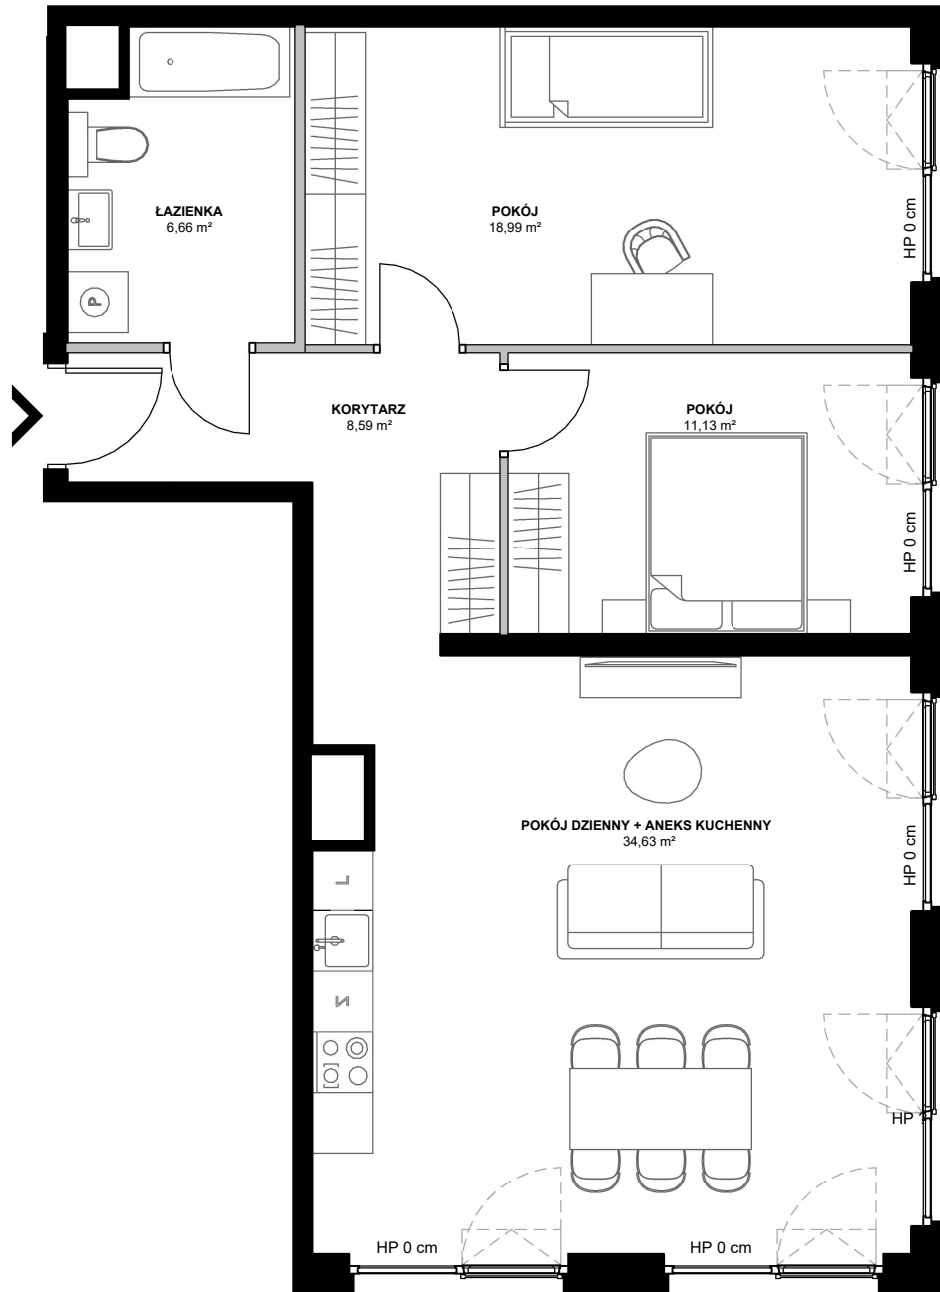 ŁAZIENKA
6,66 m²
POKÓJ
18,99 m²
HP 0 cm
P
KORYTARZ
8,59 m²
POKÓJ
11,13 m²
HP 0 cm
POKÓJ DZIENNY + ANEKS KUCHENNY
34,63 m²
HP 0 cm
L
Z
HP
HP 0 cm
HP 0 cm